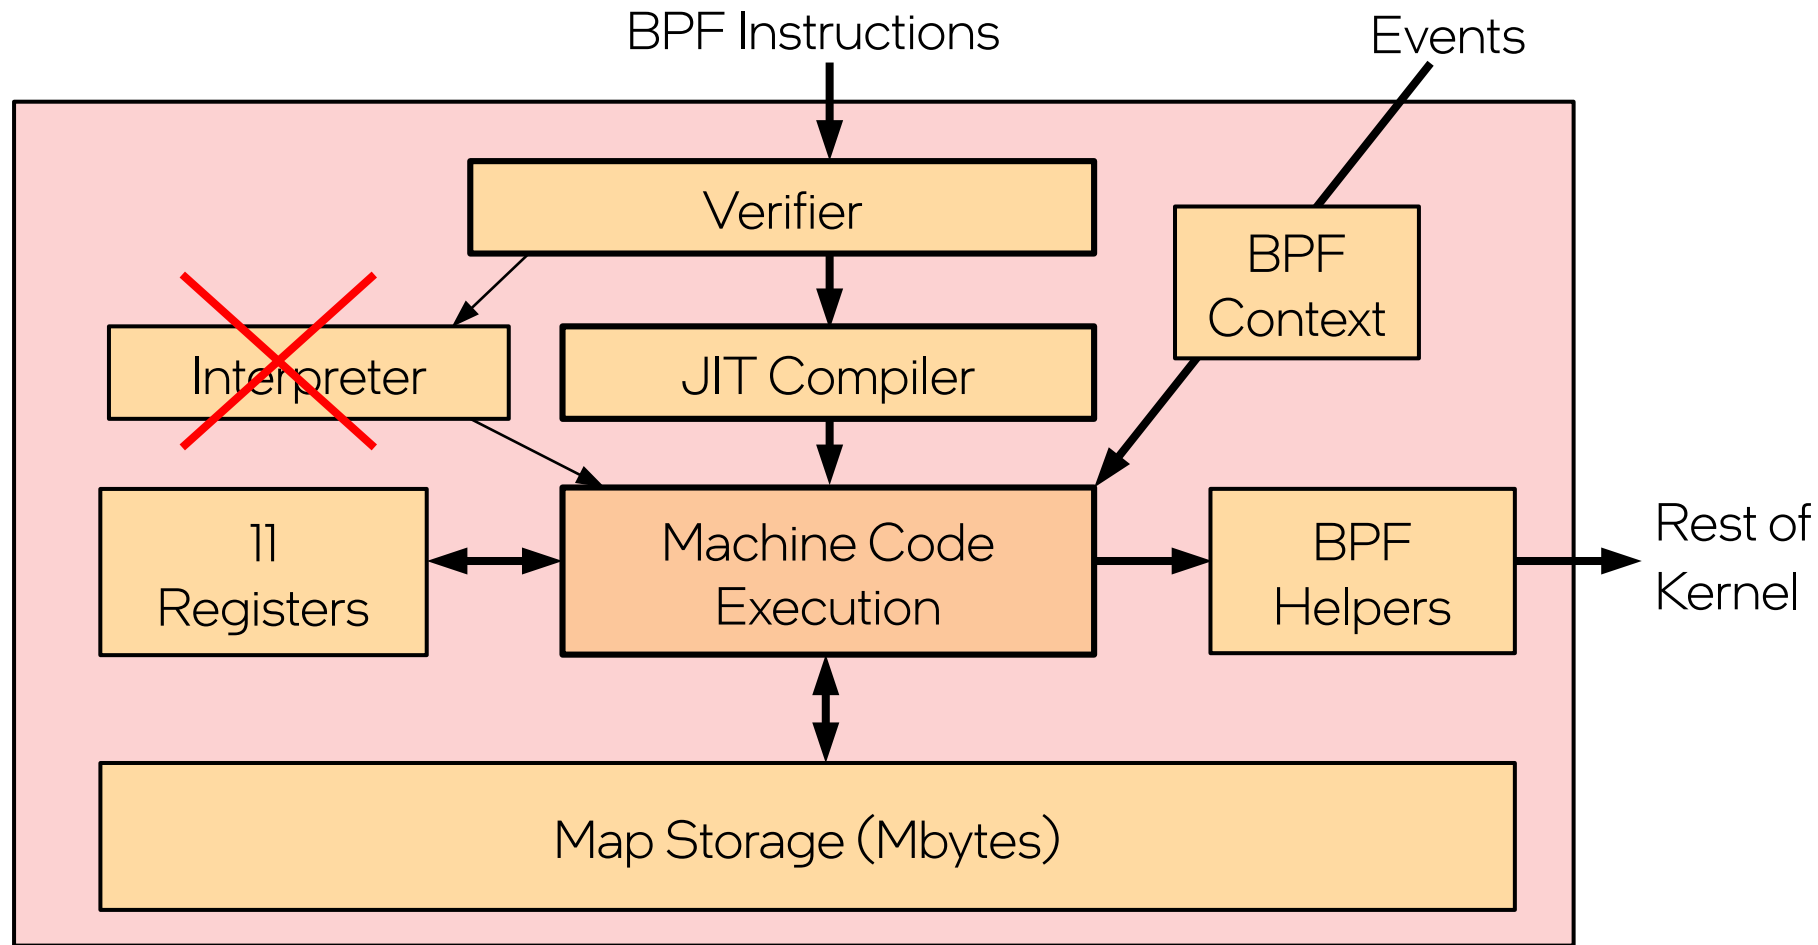 BPF Instructions
Events
Verifier
BPF
Context
Interpreter
JIT Compiler
11
Registers
Machine Code
Execution
BPF
Helpers
Rest of
Kernel
Map Storage (Mbytes)